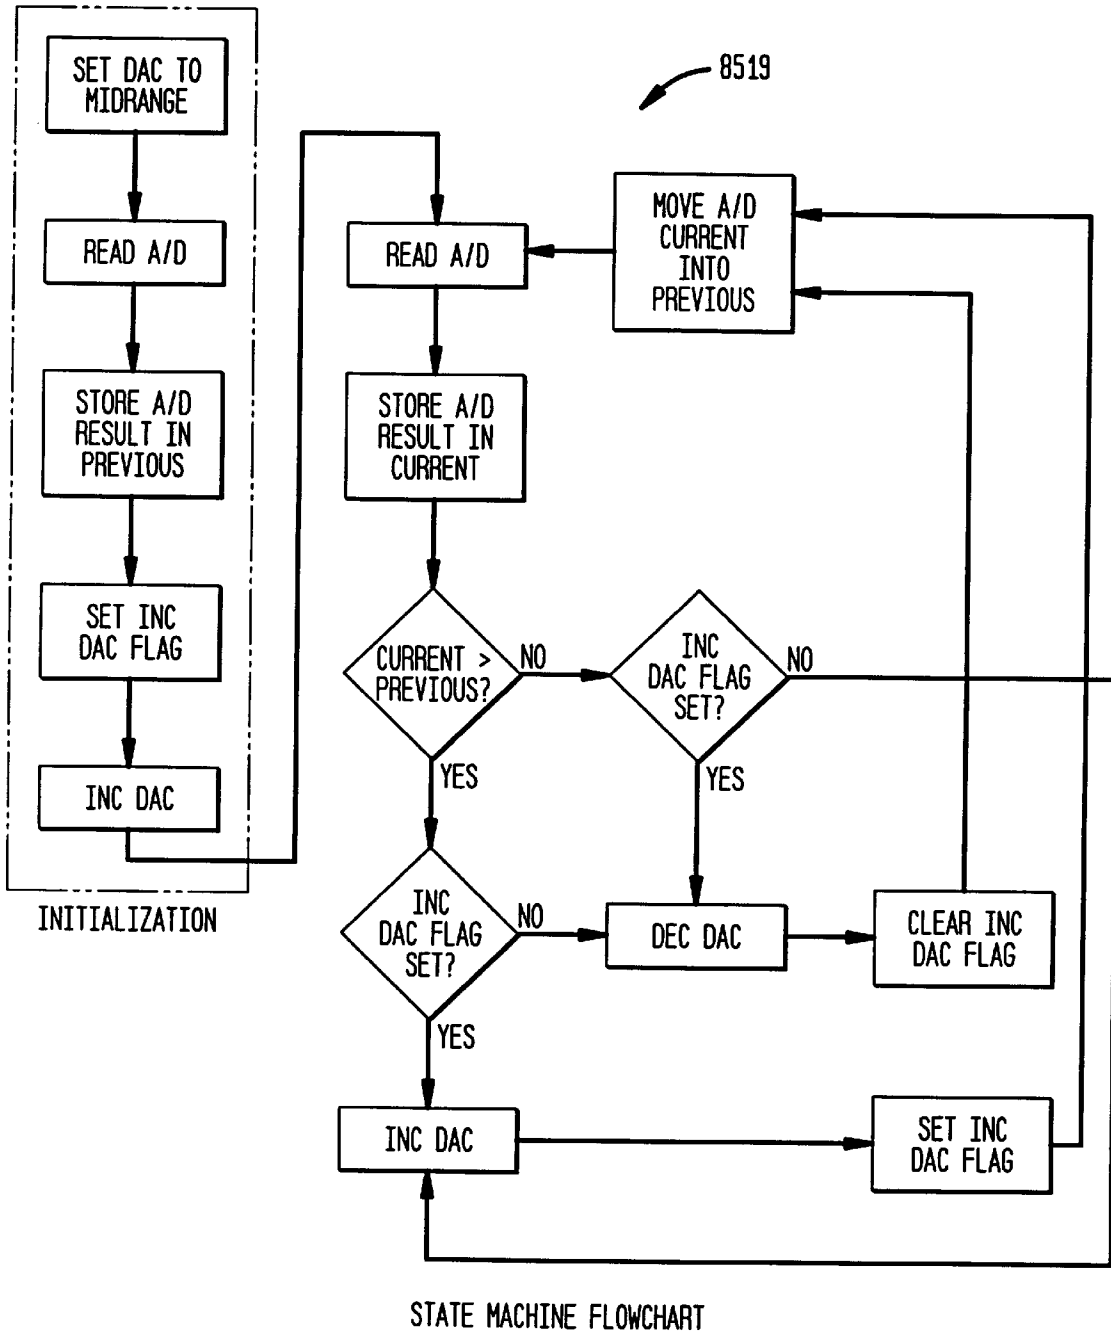 SET DAC TO
MIDRANGE
READ A/D
STORE A/D
RESULT IN
PREVIOUS
SET INC
DAC FLAG
INC DAC
INITIALIZATION
8519
READ A/D
MOVE A/D
CURRENT
INTO
PREVIOUS
STORE A/D
RESULT IN
CURRENT
CURRENT >
PREVIOUS?
NO
INC
DAC FLAG
SET?
NO
YES
YES
INC
DAC FLAG
SET?
NO
DEC DAC
CLEAR INC
DAC FLAG
YES
INC DAC
SET INC
DAC FLAG
STATE MACHINE FLOWCHART